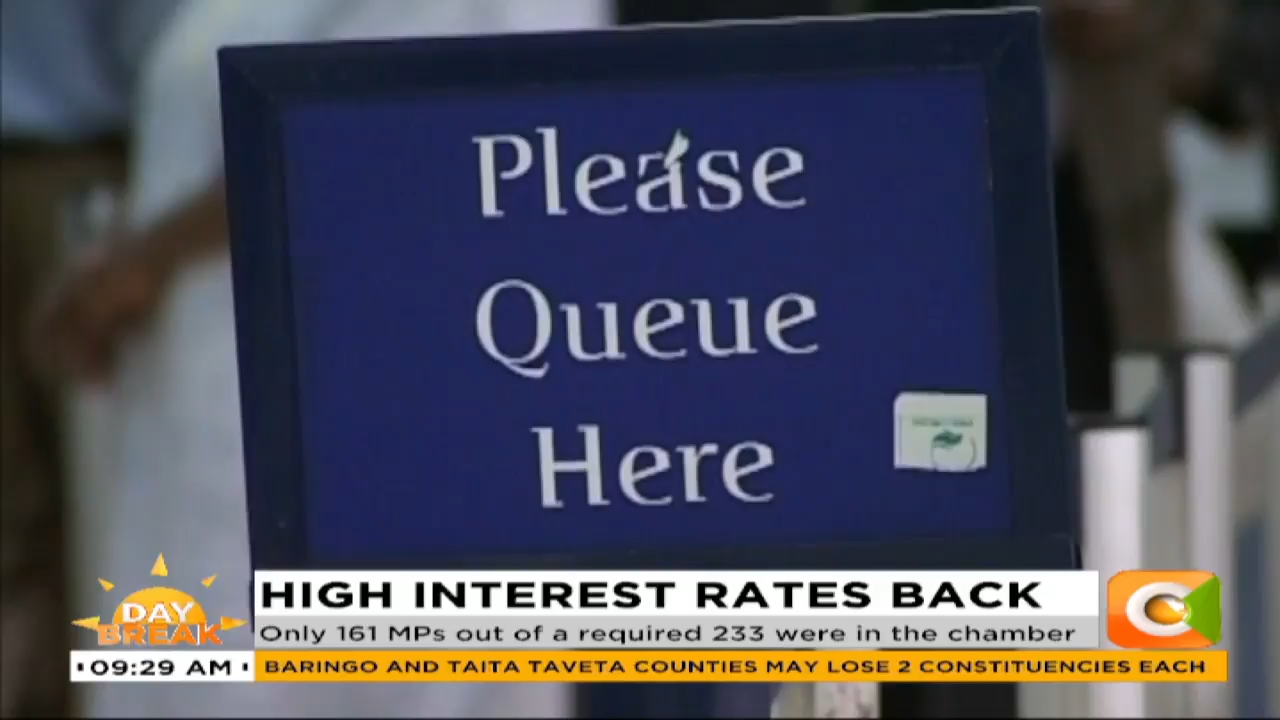 Please
Queue
Here
HIGH INTEREST RATES BACK
Only 161 MPs out of a required 233 were in the chamber
DAY
BREAK
09:29 AM
BARINGO AND TAITA TAVETA COUNTIES MAY LOSE 2 CONSTITUENCIES EACH